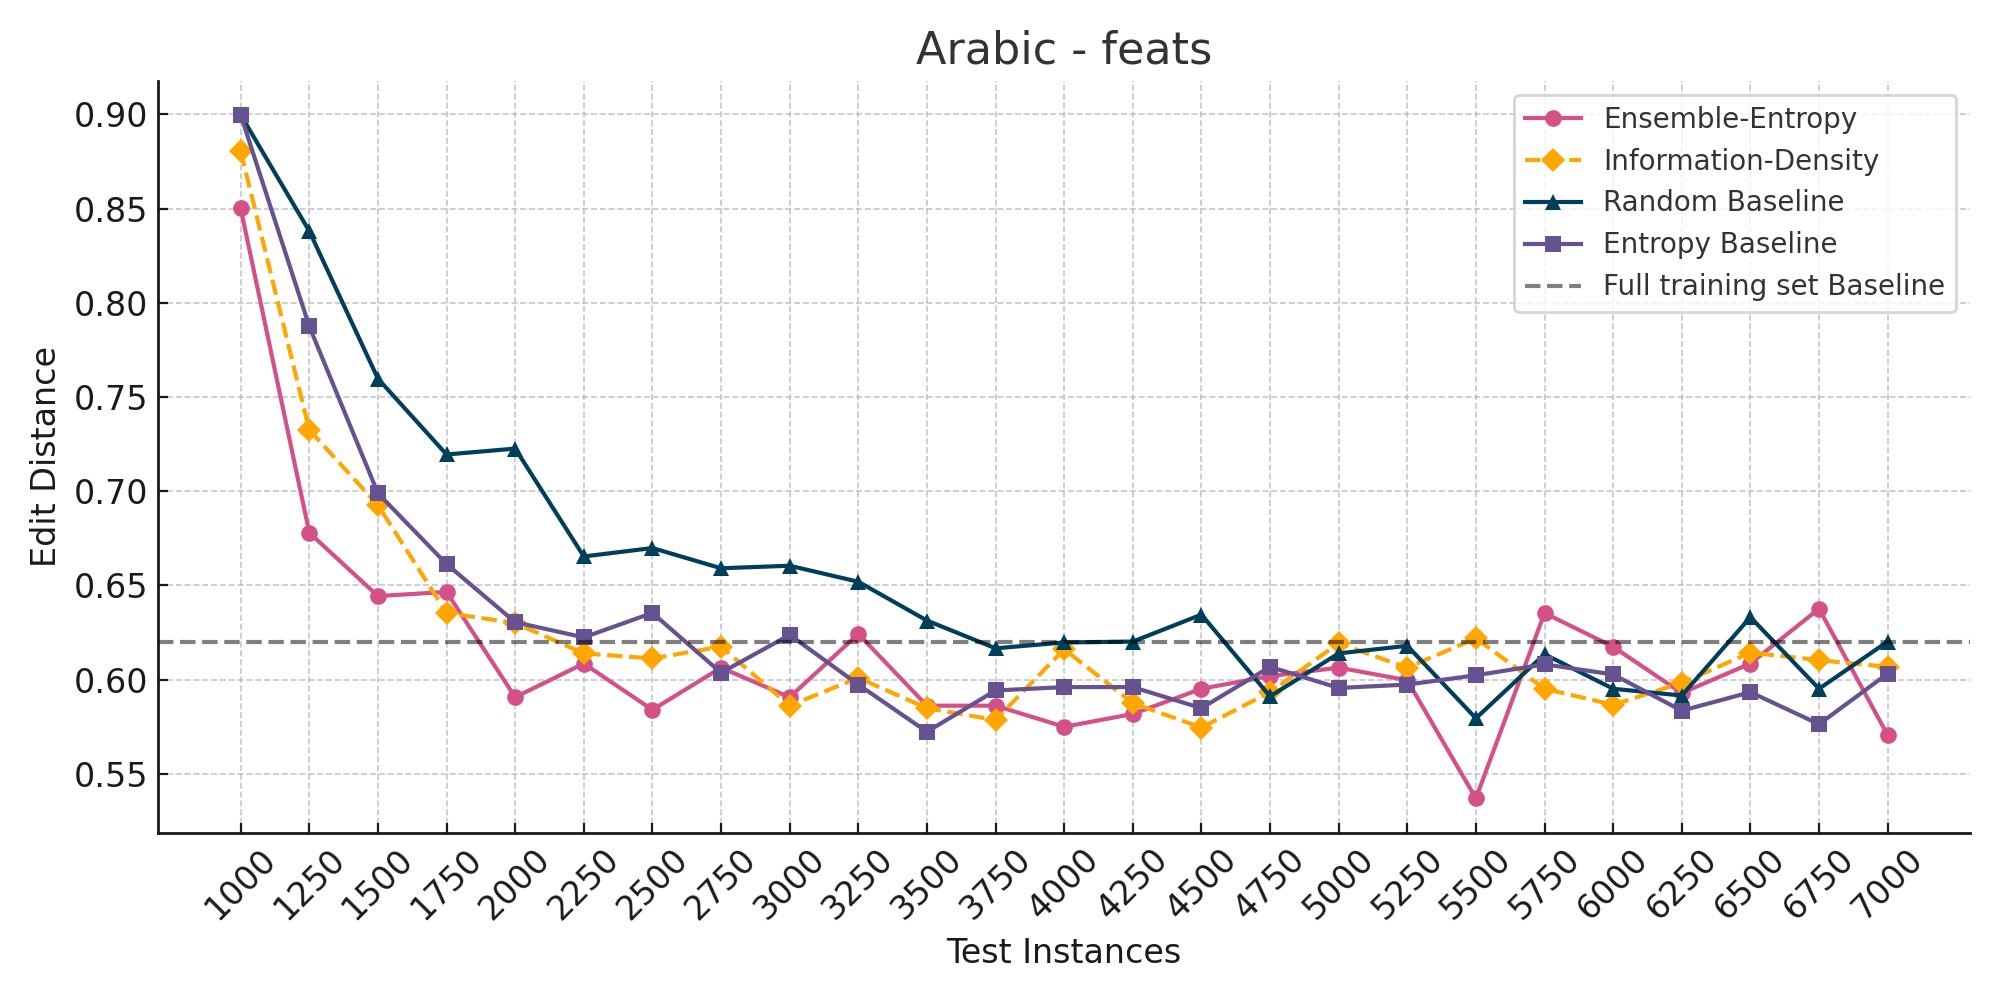 Arabic - feats
Ensemble-Entropy
Information-Density
Random Baseline
Entropy Baseline
Full training set Baseline
Edit Distance
0.90
0.85
0.80
0.75
0.70
0.65
0.60
0.55
1000 1250 1500 1750 2000 2250 2500 2750 3000 3250 3500 3750 4000 4250 4500 4750 5000 5250 5500 5750 6000 6250 6500 6750 7000
Test Instances